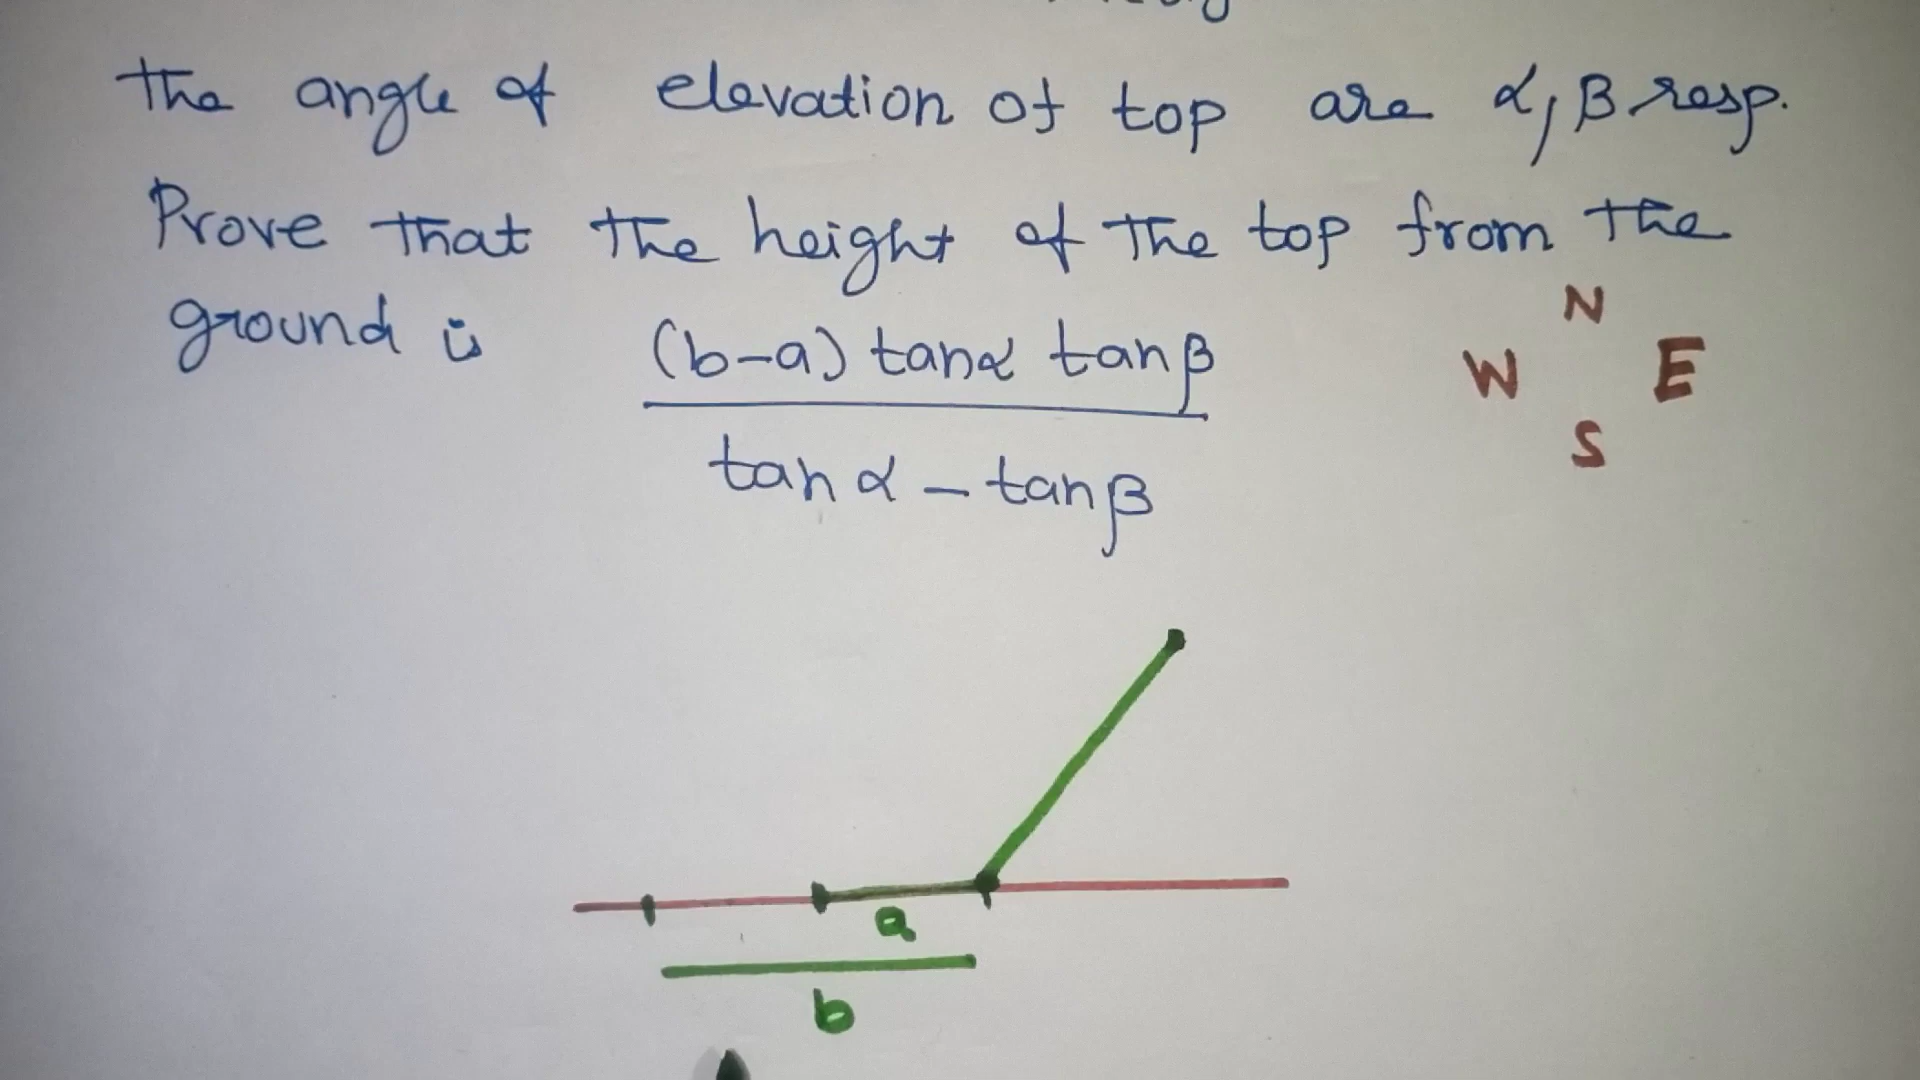 the angle of elevation of top are α, β resp.
Prove that the height of the top from the
ground is (b-a) tanα tanβ
tan α - tanβ
N
W E
S
a
b